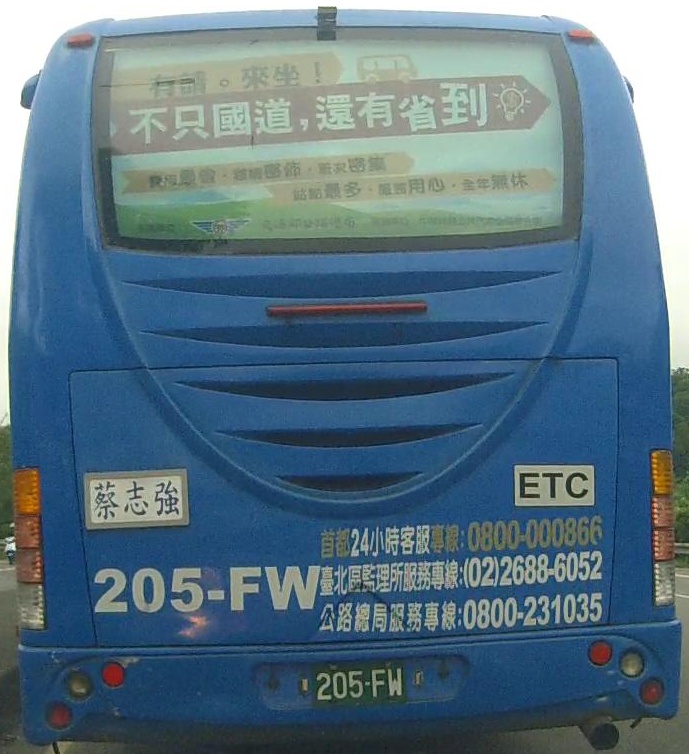 有請。來坐！
不只國道，還有省到
站點最多．服務用心．全年無休
蔡志強
ETC
首都24小時客服專線:0800-000866
205-FW
臺北區監理所服務專線:(02)2688-6052
公路總局服務專線:0800-231035
205-FW